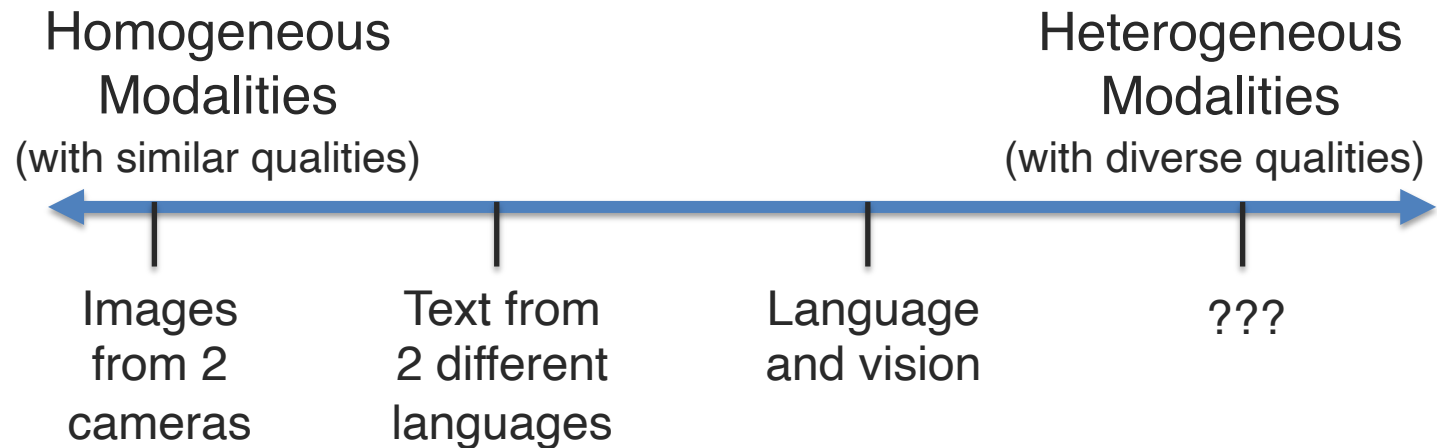 Homogeneous
Modalities
(with similar qualities)
Heterogeneous
Modalities
(with diverse qualities)
Images
from 2
cameras
Text from
2 different
languages
Language
and vision
???